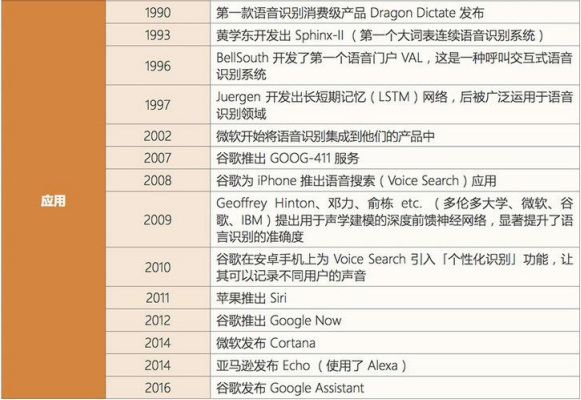 1990 第一款语音识别消费级产品 Dragon Dictate 发布
1993 黄学东开发出 Sphinx-II（第一个大词表连续语音识别系统）
1996 BellSouth 开发了第一个语音门户 VAL，这是一种呼叫交互式语音
识别系统
1997 Juergen 开发出长短期记忆（LSTM）网络，后被广泛运用于语音
识别领域
2002 微软开始将语音识别集成到他们的产品中
2007 谷歌推出 GOOG-411 服务
应用
2008 谷歌为 iPhone 推出语音搜索（Voice Search）应用
2009 Geoffrey Hinton、邓力、俞栋 etc.（多伦多大学、微软、谷
歌、IBM）提出用于声学建模的深度前馈神经网络，显著提升了语
言识别的准确度
2010 谷歌在安卓手机上为 Voice Search 引入「个性化识别」功能，让
其可以记录不同用户的声音
2011 苹果推出 Siri
2012 谷歌推出 Google Now
2014 微软发布 Cortana
2014 亚马逊发布 Echo（使用了 Alexa）
2016 谷歌发布 Google Assistant